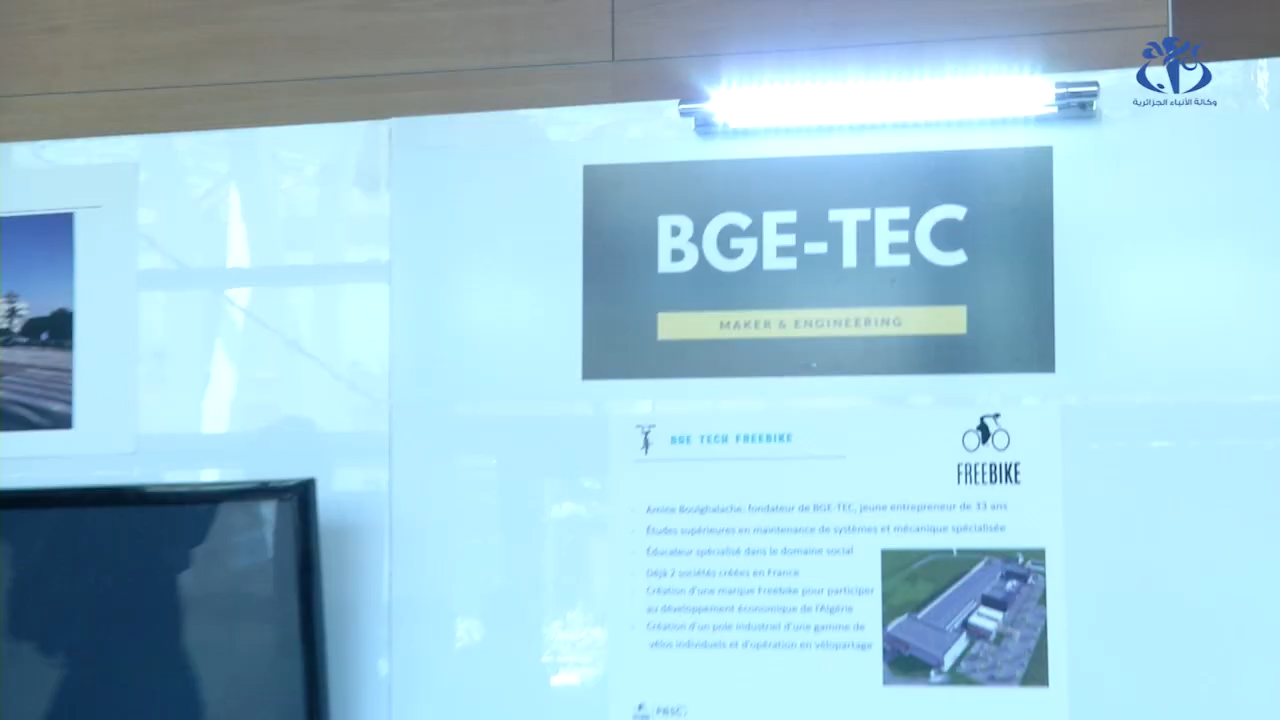 وكالة الأنباء الجزائرية
BGE-TEC
MAKER & ENGINEERING
BGE TECH FREEBIKE
FREEBIKE
Amine Boulghalache, fondateur de BGE-TEC, jeune entrepreneur de 33 ans
Études supérieures en maintenance de systèmes et mécanique spécialisée
Éducateur spécialisé dans le domaine social
Déjà 2 sociétés créées en France
Création d'une marque Freebike pour participer
au développement économique de l'Algérie
Création d'un pole industriel d'une gamme de
vélos individuels et d'opération en vélopartage